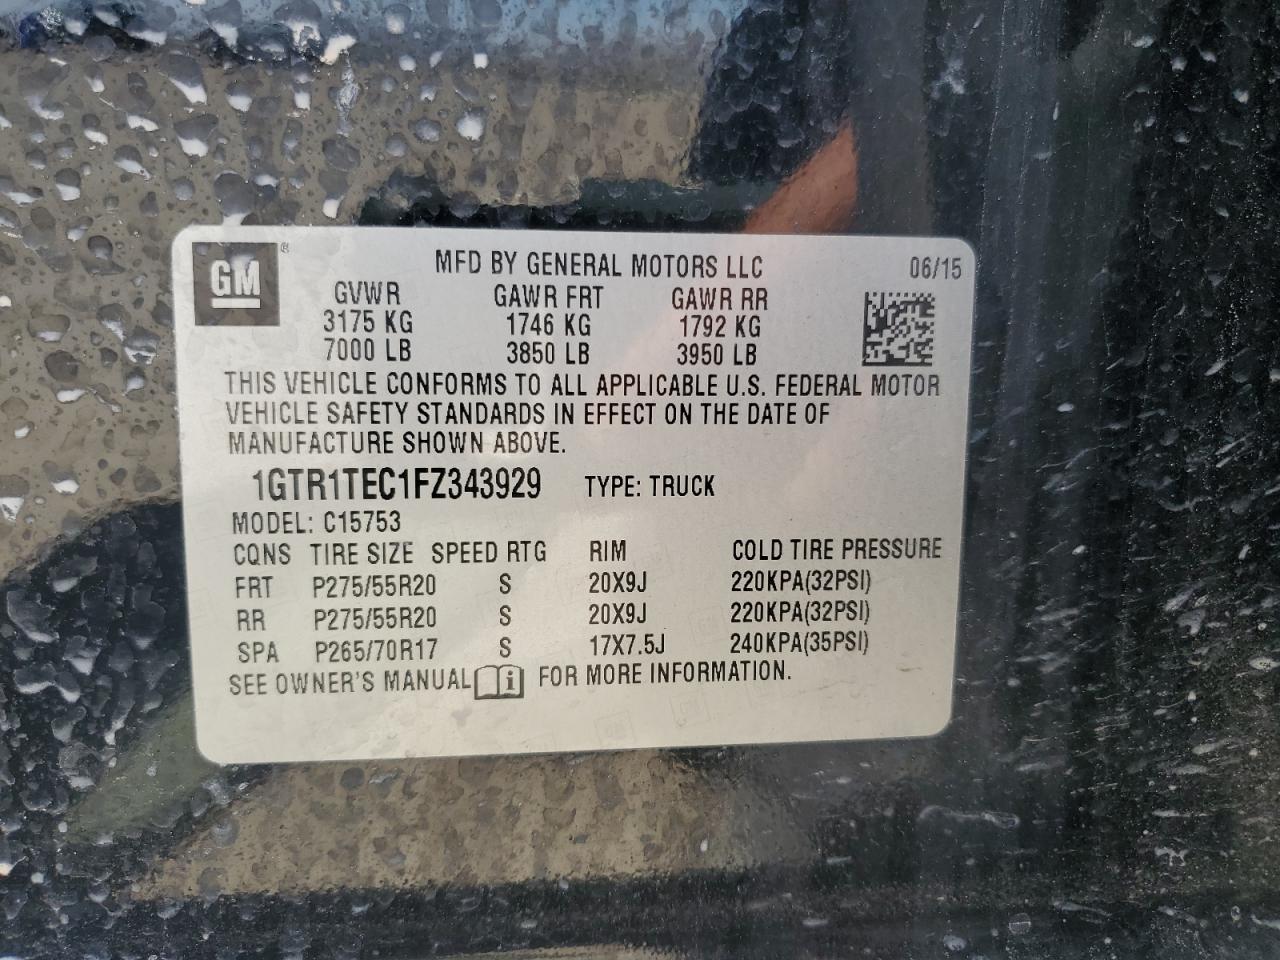 GM ®
MFD BY GENERAL MOTORS LLC 06/15
GVWR GAWR FRT GAWR RR
3175 KG 1746 KG 1792 KG
7000 LB 3850 LB 3950 LB
THIS VEHICLE CONFORMS TO ALL APPLICABLE U.S. FEDERAL MOTOR
VEHICLE SAFETY STANDARDS IN EFFECT ON THE DATE OF
MANUFACTURE SHOWN ABOVE.
1GTR1TEC1FZ343929 TYPE: TRUCK
MODEL: C15753
CQNS TIRE SIZE SPEED RTG RIM COLD TIRE PRESSURE
FRT P275/55R20 S 20X9J 220KPA(32PSI)
RR P275/55R20 S 20X9J 220KPA(32PSI)
SPA P265/70R17 S 17X7.5J 240KPA(35PSI)
SEE OWNER'S MANUAL i FOR MORE INFORMATION.